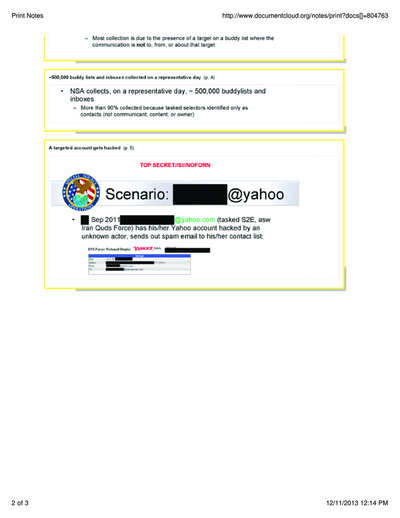 Print Notes
http://www.documentcloud.org/notes/print?docs[]=804763
– Most collection is due to the presence of a target on a buddy list where the
communication is not to, from, or about that target
~500,000 buddy lists and inboxes collected on a representative day (p. 4)
• NSA collects, on a representative day, ~ 500,000 buddylists and
inboxes
– More than 90% collected because tasked selectors identified only as
contacts (not communicant, content, or owner)
A targeted account gets hacked (p. 5)
TOP SECRET//SI//NOFORN
Scenario: @yahoo
• Sep 2011 @yahoo.com (tasked S2E, asw
Iran Quds Force) has his/her Yahoo account hacked by an
unknown actor, sends out spam email to his/her contact list:
Webmail Display YAHOO! MAIL
2 of 3
12/11/2013 12:14 PM